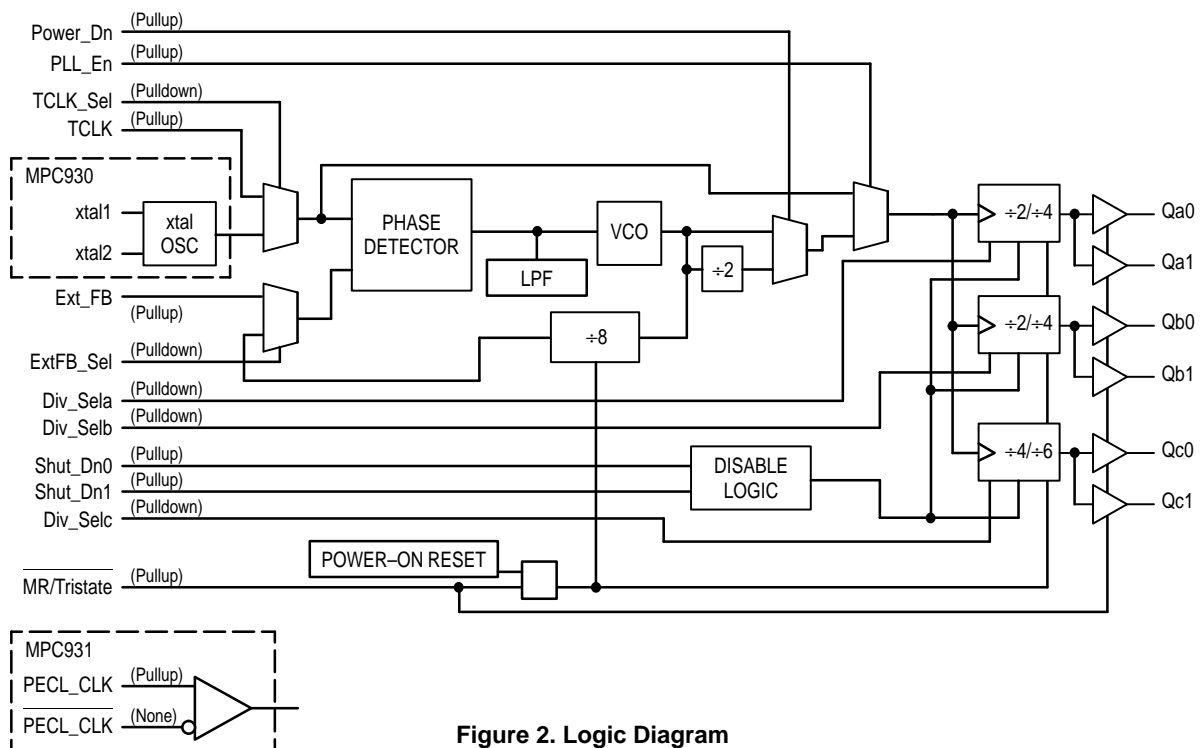 Power_Dn (Pullup)
PLL_En (Pullup)
TCLK_Sel (Pulldown)
TCLK (Pullup)
MPC930
xtal1
xtal2
xtal
OSC
PHASE
DETECTOR
LPF
VCO
÷2
÷8
÷2/÷4
÷2/÷4
÷4/÷6
Qa0
Qa1
Qb0
Qb1
Qc0
Qc1
Ext_FB
(Pullup)
ExtFB_Sel (Pulldown)
Div_Sela (Pulldown)
Div_Selb (Pulldown)
Shut_Dn0 (Pullup)
Shut_Dn1 (Pullup)
Div_Selc (Pulldown)
DISABLE
LOGIC
POWER–ON RESET
MR/Tristate (Pullup)
MPC931
PECL_CLK (Pullup)
PECL_CLK (None)
Figure 2. Logic Diagram